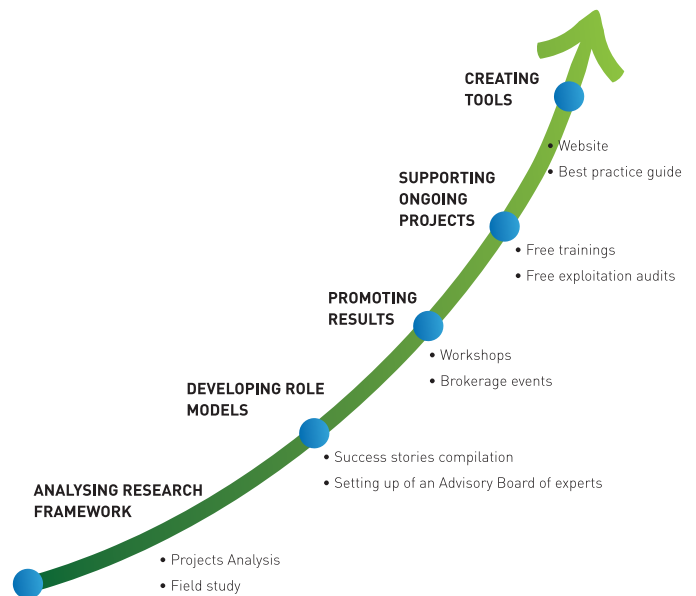 CREATING
TOOLS
• Website
• Best practice guide
SUPPORTING
ONGOING
PROJECTS
• Free trainings
• Free exploitation audits
PROMOTING
RESULTS
• Workshops
• Brokerage events
DEVELOPING ROLE
MODELS
• Success stories compilation
• Setting up of an Advisory Board of experts
ANALYSING RESEARCH
FRAMEWORK
• Projects Analysis
• Field study